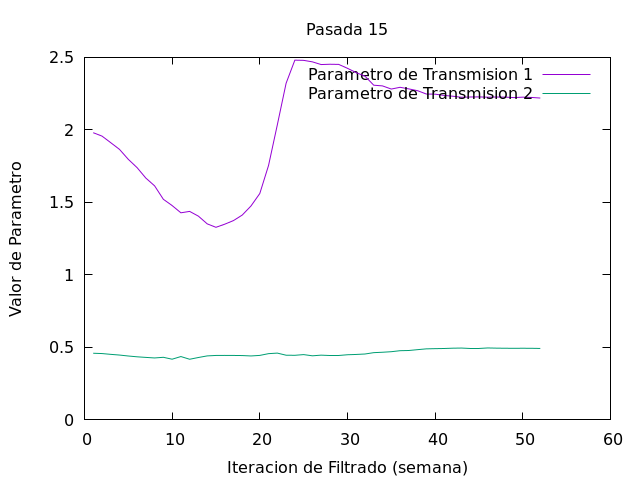 Pasada 15
2.5
Parametro de Transmision 1
Parametro de Transmision 2
2
1.5
1
0.5
0
Valor de Parametro
0 10 20 30 40 50 60
Iteracion de Filtrado (semana)